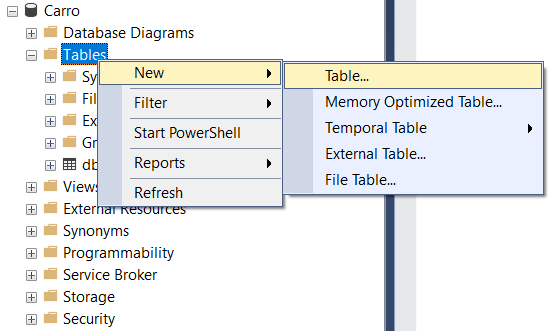 Carro
Database Diagrams
Tables
New
Table...
Sy
Filter
Memory Optimized Table...
Fil
Start PowerShell
Temporal Table
Ex
Reports
External Table...
Gr
Refresh
File Table...
db
Views
External Resources
Synonyms
Programmability
Service Broker
Storage
Security